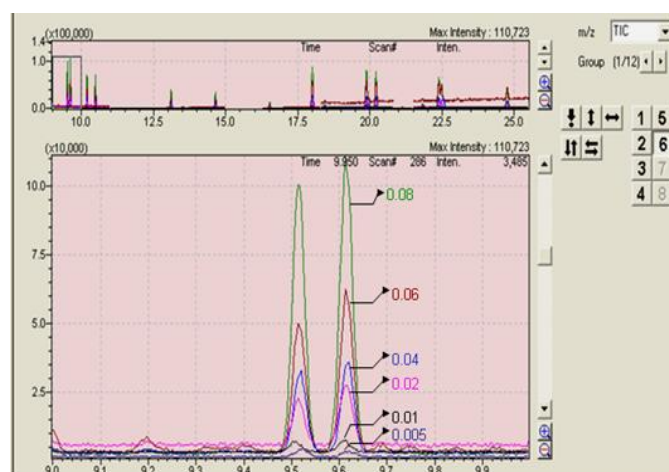 (x100,000) Max Intensity : 110,723
Time Scan# Inten.
1.4
1.0
0.0
10.0 12.5 15.0 17.5 20.0 22.5 25.0
(x10,000) Max Intensity : 110,723
Time 9.950 Scan# 286 Inten. 3,485
10.0
7.5
5.0
2.5
0.08
0.06
0.04
0.02
0.01
0.005
9.0 9.1 9.2 9.3 9.4 9.5 9.6 9.7 9.8 9.9
m/z TIC
Group (1/12)
1 5
2 6
3 7
4 8